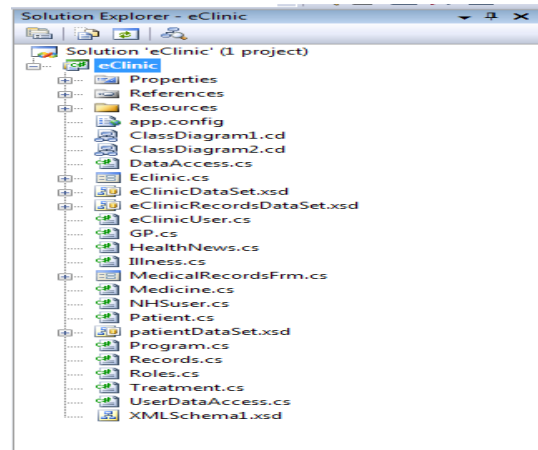 Solution Explorer - eClinic
Solution 'eClinic' (1 project)
eClinic
Properties
References
Resources
app.config
ClassDiagram1.cd
ClassDiagram2.cd
DataAccess.cs
Eclinic.cs
eClinicDataSet.xsd
eClinicRecordsDataSet.xsd
eClinicUser.cs
GP.cs
HealthNews.cs
Illness.cs
MedicalRecordsFrm.cs
Medicine.cs
NHSuser.cs
Patient.cs
patientDataSet.xsd
Program.cs
Records.cs
Roles.cs
Treatment.cs
UserDataAccess.cs
XMLSchema1.xsd